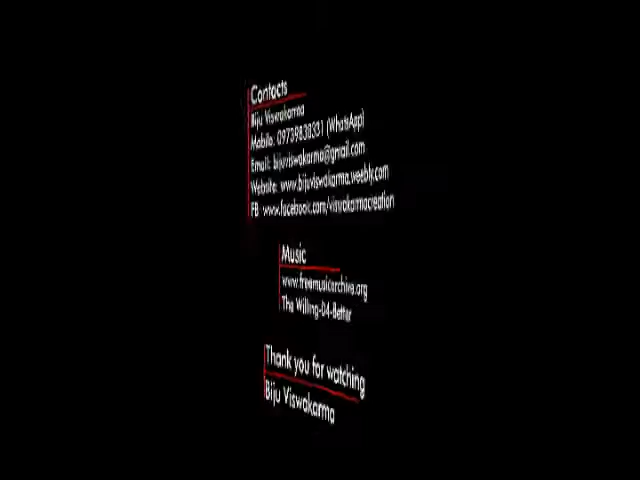 Contacts
Biju Viswakarma
Mobile: 09739830331 (WhatsApp)
Email: bijuviswakarma@gmail.com
Website: www.bijuviswakarma.weebly.com
FB www.facebook.com/viswakarmacreation
Music
www.freemusicarchive.org
The Willing-04-Better
Thank you for watching
Biju Viswakarma